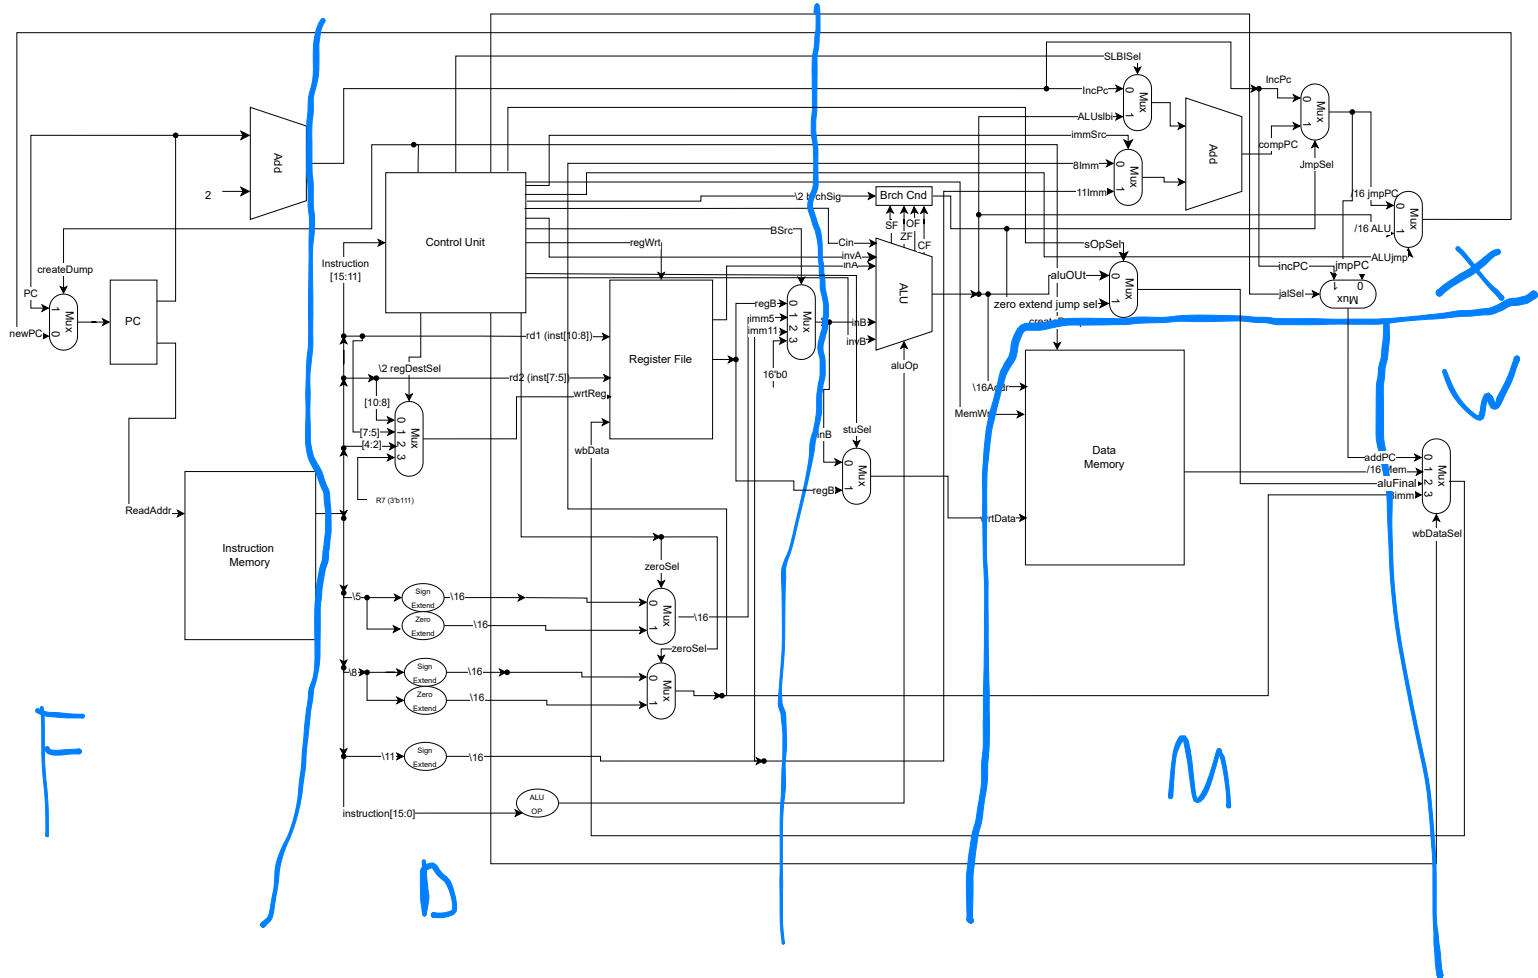 SLBISel
IncPc
0
Mux
1
ALUslbi
IncPc
0
Mux
1
compPC
JmpSel
immSrc
8Imm
0
Mux
1
11Imm
Add
Add
2
\2 brchSig
Brch Cnd
SF
ZF
OF
CF
/16 jmpPC
0
Mux
1
/16 ALU
ALUjmp
X
Control Unit
Instruction
[15:11]
regWrt
BSrc
Cin
invA
inA
ALU
inB
invB
aluOp
sOpSel
aluOUt
0
Mux
1
zero extend jump sel
incPC
jmpPC
1
0
Mux
jalSel
createDump
PC
1
Mux
0
newPC
PC
rd1 (inst[10:8])
rd2 (inst[7:5])
wrtReg
wbData
Register File
regB
imm5
imm11
16'b0
0
1
2
3
Mux
\2 regDestSel
[10:8]
[7:5]
[4:2]
0
1
2
3
Mux
R7 (3'b111)
inB
stuSel
0
Mux
1
regB
\16Addr
MemWrt
Data
Memory
wrtData
W
addPC
/16 Mem
aluFinal
8imm
0
1
2
3
Mux
wbDataSel
ReadAddr
Instruction
Memory
zeroSel
\5
Sign
Extend
\16
Zero
Extend
\16
0
Mux
1
\16
zeroSel
\8
Sign
Extend
\16
Zero
Extend
\16
0
Mux
1
\11
Sign
Extend
\16
instruction[15:0]
ALU
OP
F
D
M